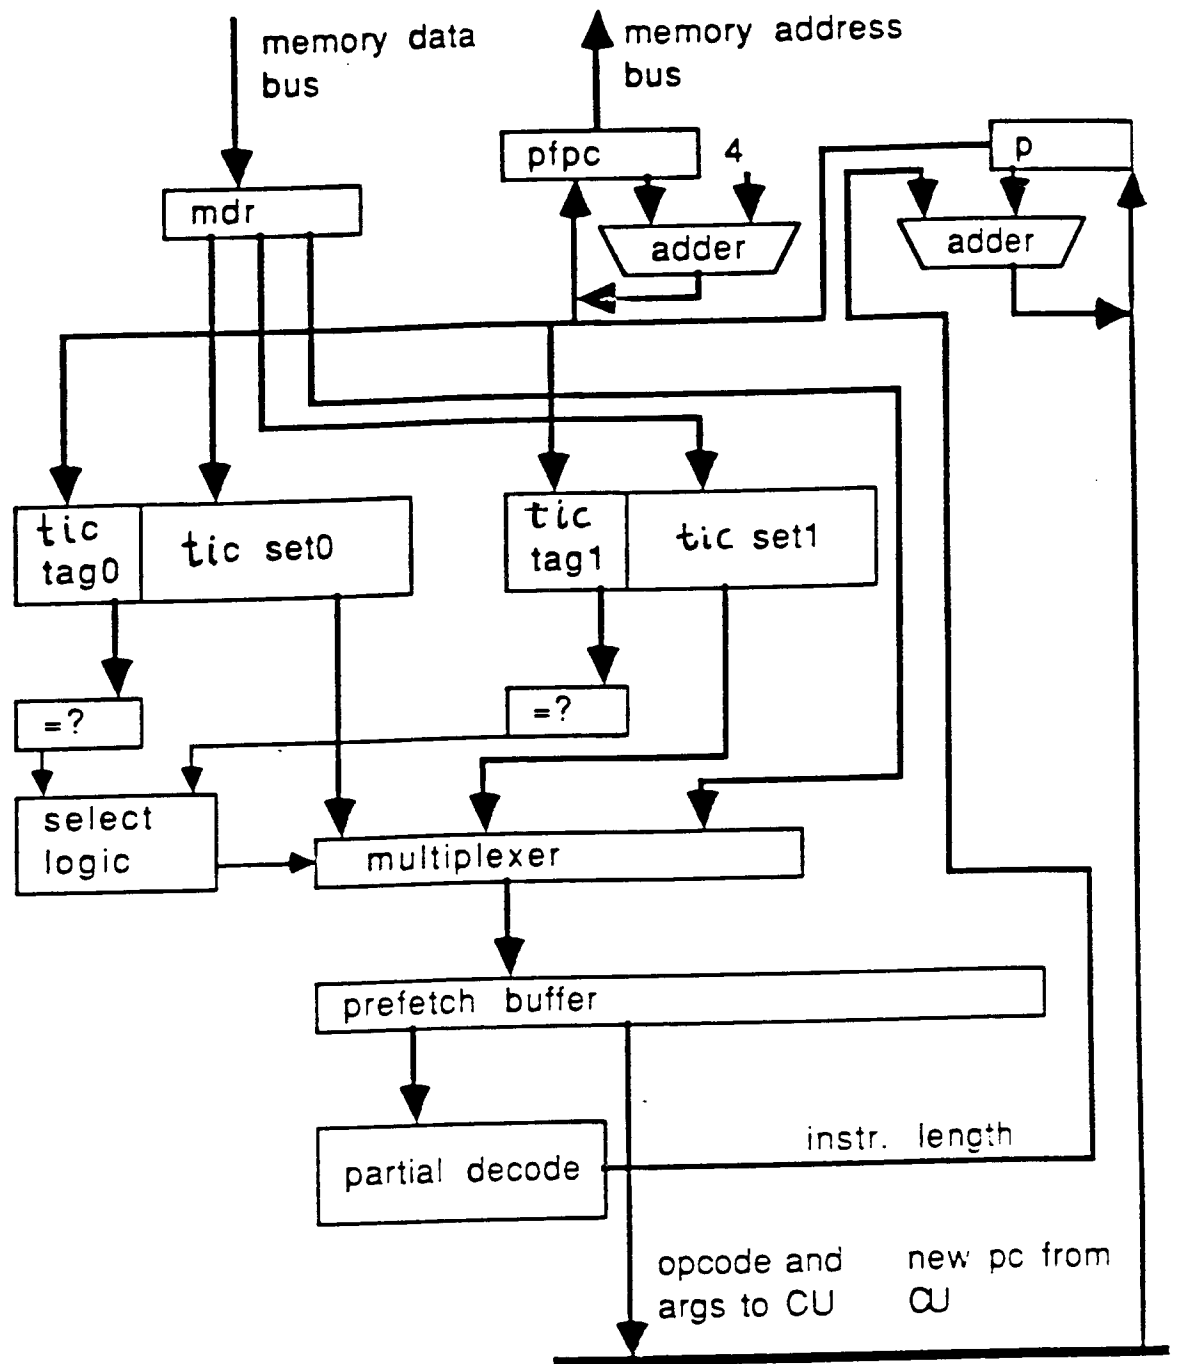 memory data
bus
memory address
bus
pfpc
4
p
mdr
adder
adder
tic
tag0
tic set0
tic
tag1
tic set1
=?
=?
select
logic
multiplexer
prefetch buffer
partial decode
instr. length
opcode and
args to CU
new pc from
CU